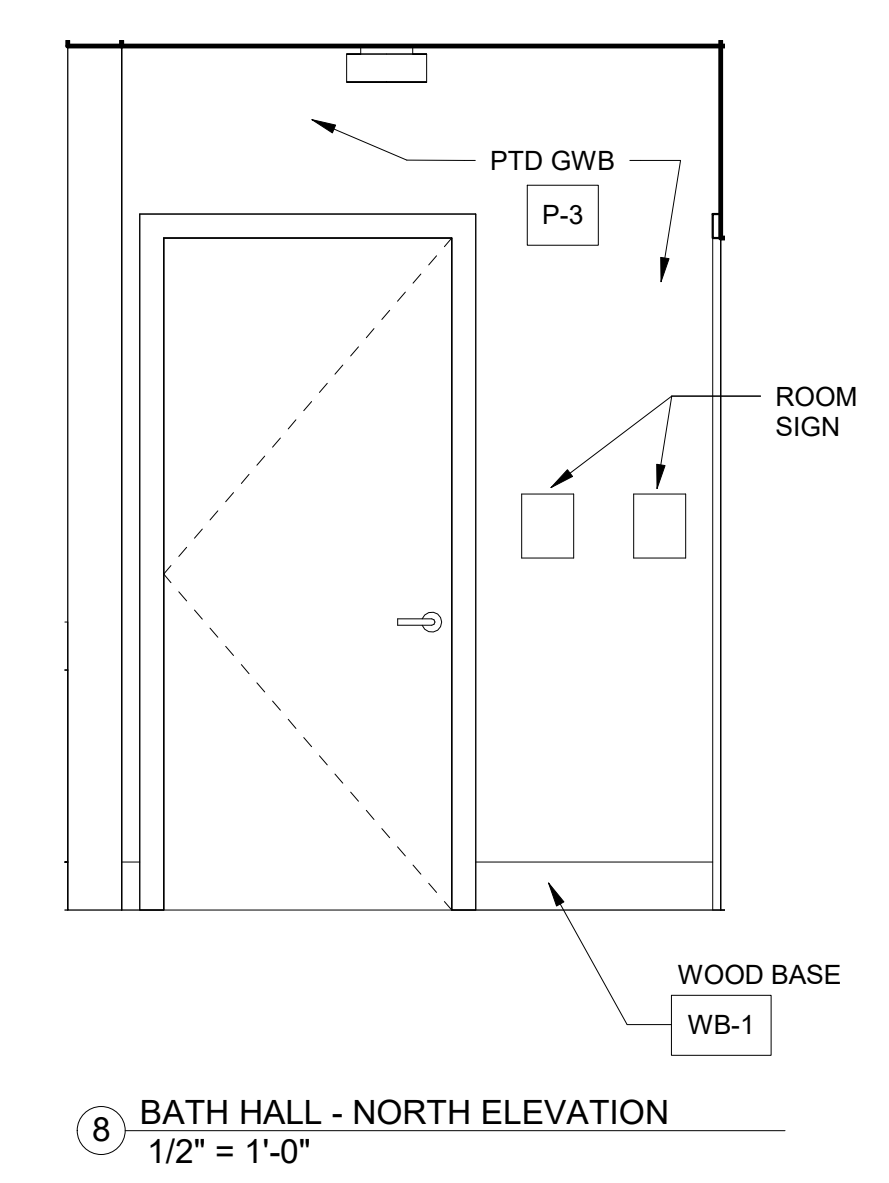 PTD GWB
P-3
ROOM
SIGN
WOOD BASE
WB-1
8
BATH HALL - NORTH ELEVATION
1/2" = 1'-0"